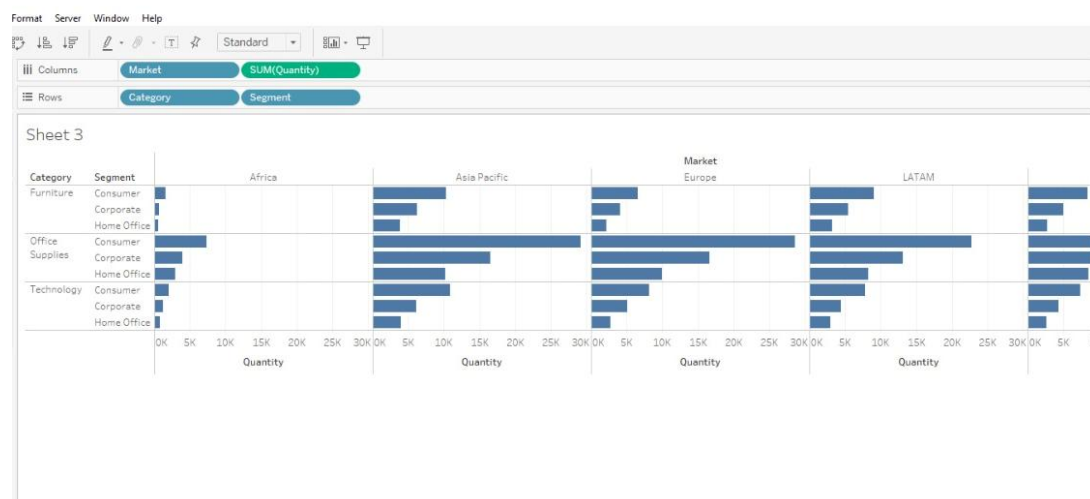 Format Server Window Help
Standard
Columns Market SUM(Quantity)
Rows Category Segment
Sheet 3
Market
Category Segment Africa Asia Pacific Europe LATAM
Furniture Consumer
Corporate
Home Office
Office Supplies Consumer
Corporate
Home Office
Technology Consumer
Corporate
Home Office
0K 5K 10K 15K 20K 25K 30K 0K 5K 10K 15K 20K 25K 30K 0K 5K 10K 15K 20K 25K 30K 0K 5K 10K 15K 20K 25K 30K 0K 5K
Quantity Quantity Quantity Quantity